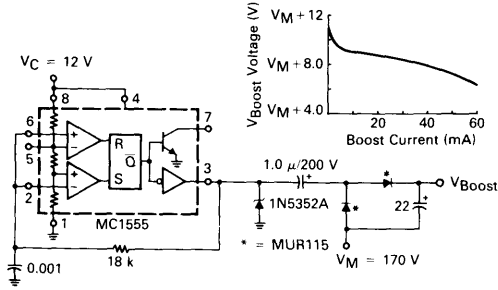 V_C = 12 V
8
4
7
6
5
2
3
1
+
−
+
−
R
Q̅
S
MC1555
18 k
0.001
1.0 μ/200 V
+
1N5352A
*
*
* = MUR115
22
+
V_Boost
V_M = 170 V
V_Boost Boost Voltage (V)
V_M + 12
V_M + 8.0
V_M + 4.0
0
20
40
60
Boost Current (mA)